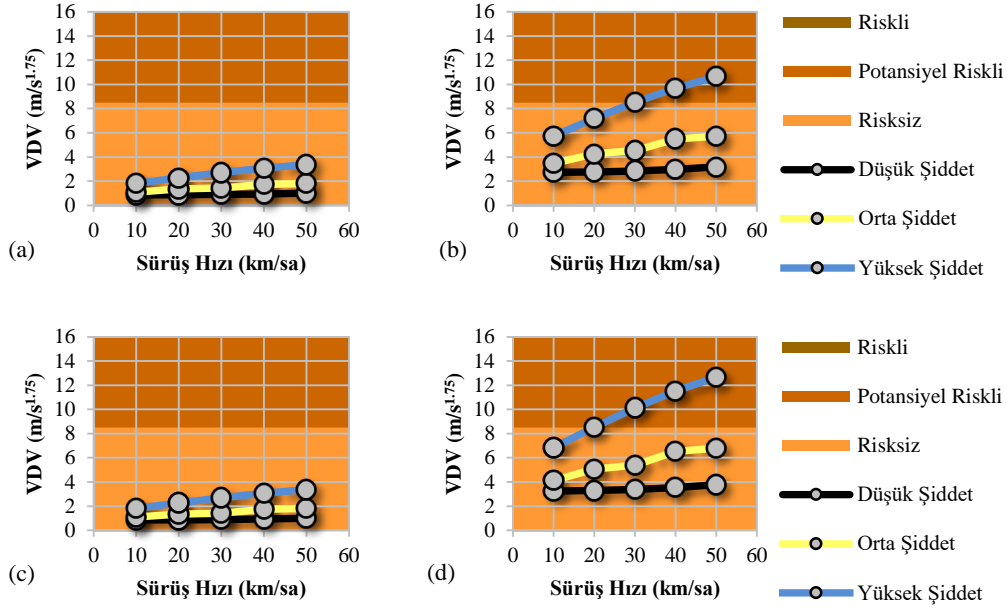 16
14
12
10
8
6
4
2
0
VDV (m/s1.75)
0 10 20 30 40 50 60
Sürüş Hızı (km/sa)
(a)
16
14
12
10
8
6
4
2
0
VDV (m/s1.75)
0 10 20 30 40 50 60
Sürüş Hızı (km/sa)
(b)
Riskli
Potansiyel Riskli
Risksiz
Düşük Şiddet
Orta Şiddet
Yüksek Şiddet
16
14
12
10
8
6
4
2
0
VDV (m/s1.75)
0 10 20 30 40 50 60
Sürüş Hızı (km/sa)
(c)
16
14
12
10
8
6
4
2
0
VDV (m/s1.75)
0 10 20 30 40 50 60
Sürüş Hızı (km/sa)
(d)
Riskli
Potansiyel Riskli
Risksiz
Düşük Şiddet
Orta Şiddet
Yüksek Şiddet